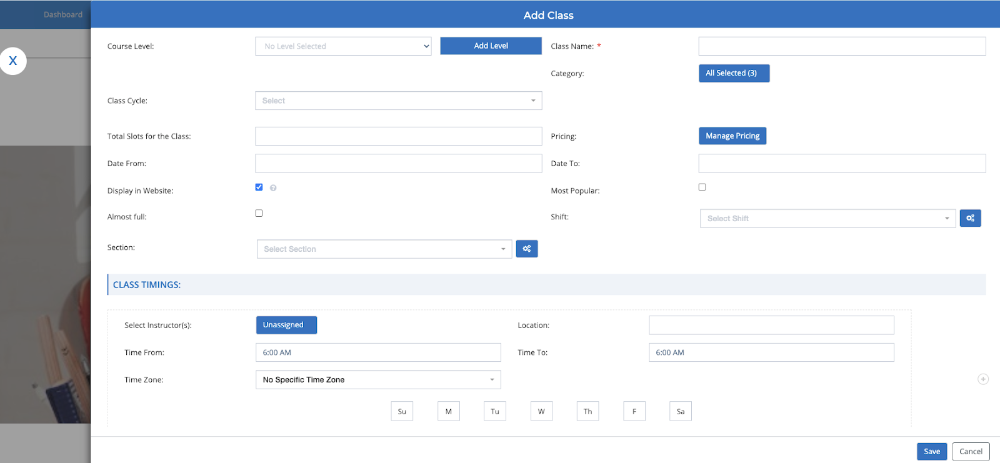 Dashboard
Add Class
X
Course Level:
No Level Selected
Add Level
Class Name: *
Category:
All Selected (3)
Class Cycle:
Select
Total Slots for the Class:
Pricing:
Manage Pricing
Date From:
Date To:
Display in Website:
?
Most Popular:
Almost full:
Shift:
Select Shift
Section:
Select Section
CLASS TIMINGS:
Select Instructor(s):
Unassigned
Location:
Time From:
6:00 AM
Time To:
6:00 AM
Time Zone:
No Specific Time Zone
Su M Tu W Th F Sa
Save
Cancel